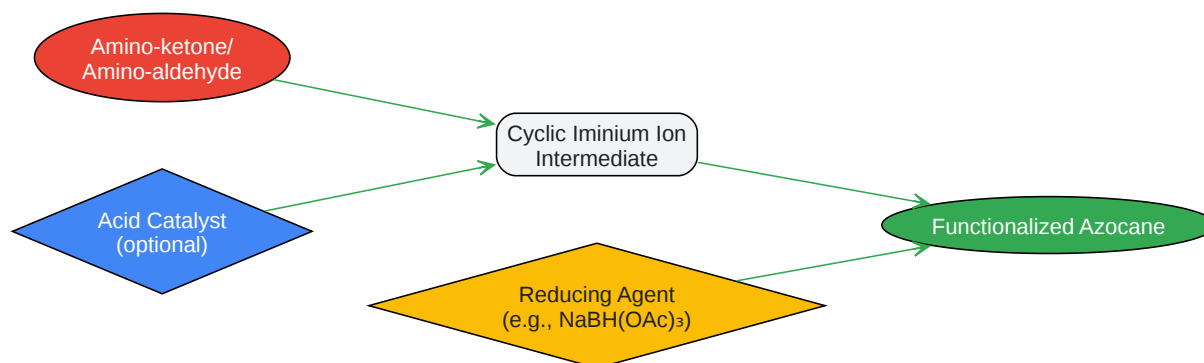 Amino-ketone/
Amino-aldehyde
Cyclic Iminium Ion
Intermediate
Acid Catalyst
(optional)
Functionalized Azocane
Reducing Agent
(e.g., NaBH(OAc)₃)